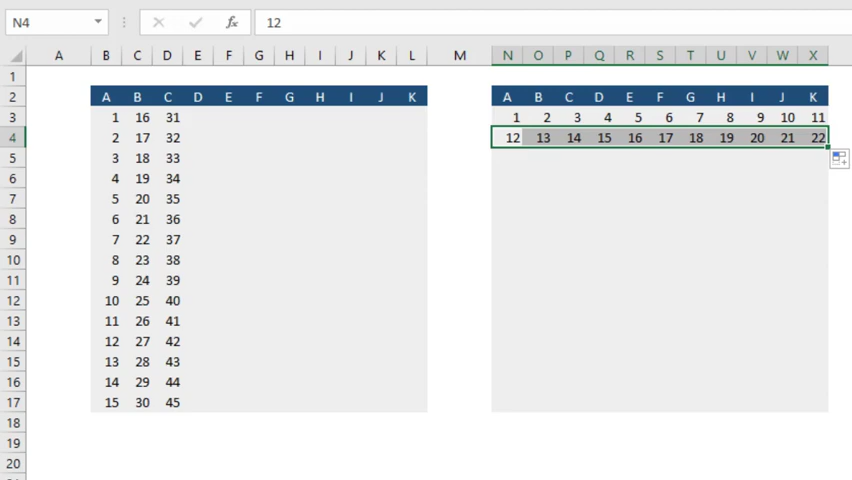 N4 fx 12
A B C D E F G H I J K L M N O P Q R S T U V W X
1
2 A B C D E F G H I J K A B C D E F G H I J K
3 1 16 31 1 2 3 4 5 6 7 8 9 10 11
4 2 17 32 12 13 14 15 16 17 18 19 20 21 22
5 3 18 33
6 4 19 34
7 5 20 35
8 6 21 36
9 7 22 37
10 8 23 38
11 9 24 39
12 10 25 40
13 11 26 41
14 12 27 42
15 13 28 43
16 14 29 44
17 15 30 45
18
19
20